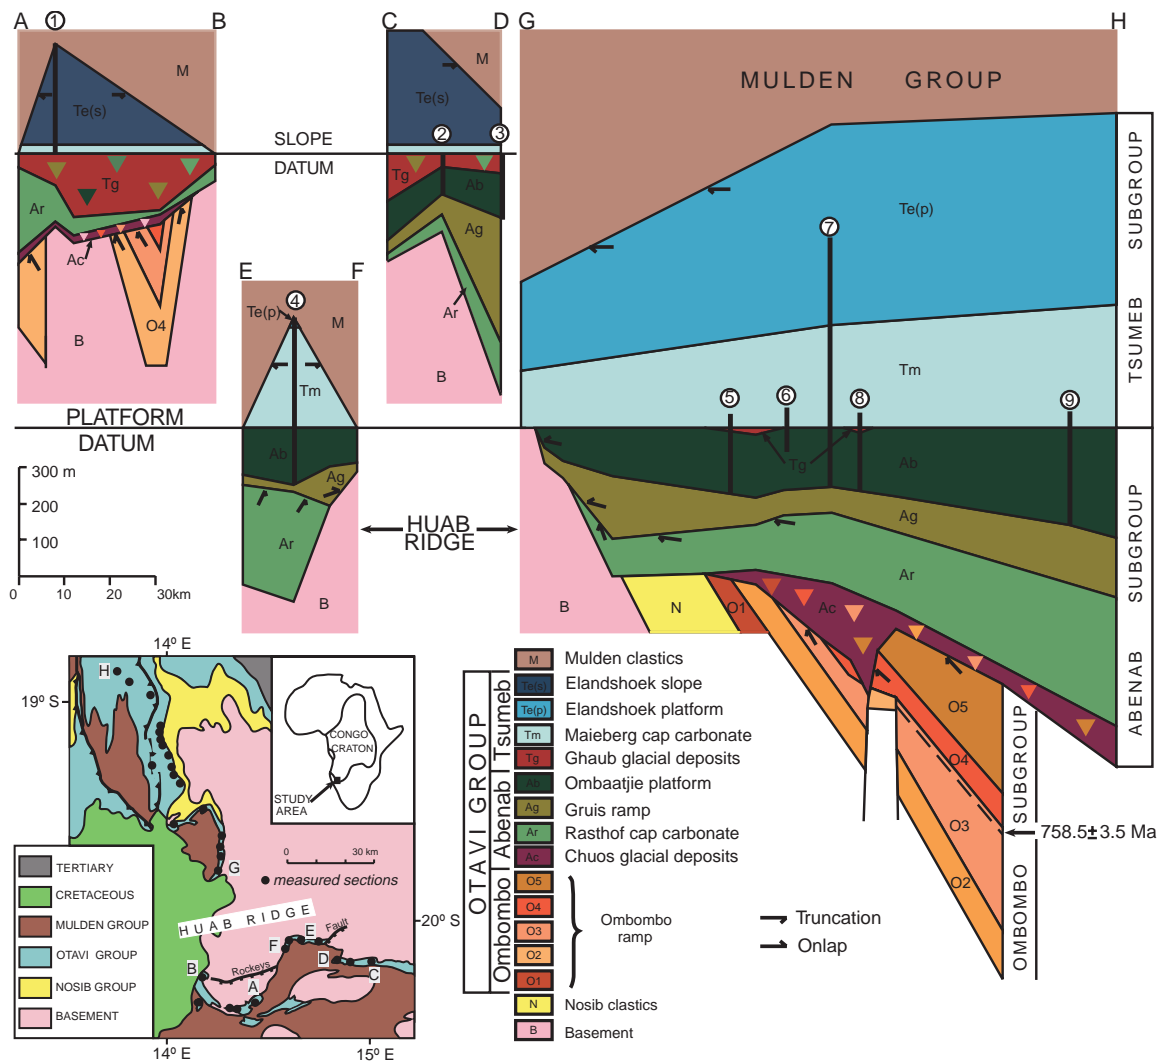 A
1
B
C
D
G
H
M
Te(s)
SLOPE
DATUM
Tg
Ar
Ac
O4
B
M
Te(s)
2
3
Tg
Ab
Ag
Ar
B
MULDEN GROUP
Te(p)
7
Tm
5
6
8
9
Tg
Ab
Ag
Ar
B
N
O1
Ac
O5
O4
O3
O2
TSUMEB SUBGROUP
ABENAB SUBGROUP
OMBOMBO SUBGROUP
758.5±3.5 Ma
E
F
Te(p)
4
M
Tm
Ab
Ag
Ar
B
PLATFORM
DATUM
300 m
200
100
0
0 10 20 30km
HUAB
RIDGE
14º E
19º S
H
G
HUAB RIDGE
F
E
Fault
D
C
B
Rockeys
A
20º S
14º E
15º E
CONGO
CRATON
STUDY
AREA
0 30 km
measured sections
TERTIARY
CRETACEOUS
MULDEN GROUP
OTAVI GROUP
NOSIB GROUP
BASEMENT
OTAVI GROUP
Tsumeb
Abenab
Ombombo
M Mulden clastics
Te(s) Elandshoek slope
Te(p) Elandshoek platform
Tm Maieberg cap carbonate
Tg Ghaub glacial deposits
Ab Ombaatjie platform
Ag Gruis ramp
Ar Rasthof cap carbonate
Ac Chuos glacial deposits
O5
O4
O3
O2
O1
Ombombo
ramp
N Nosib clastics
B Basement
Truncation
Onlap